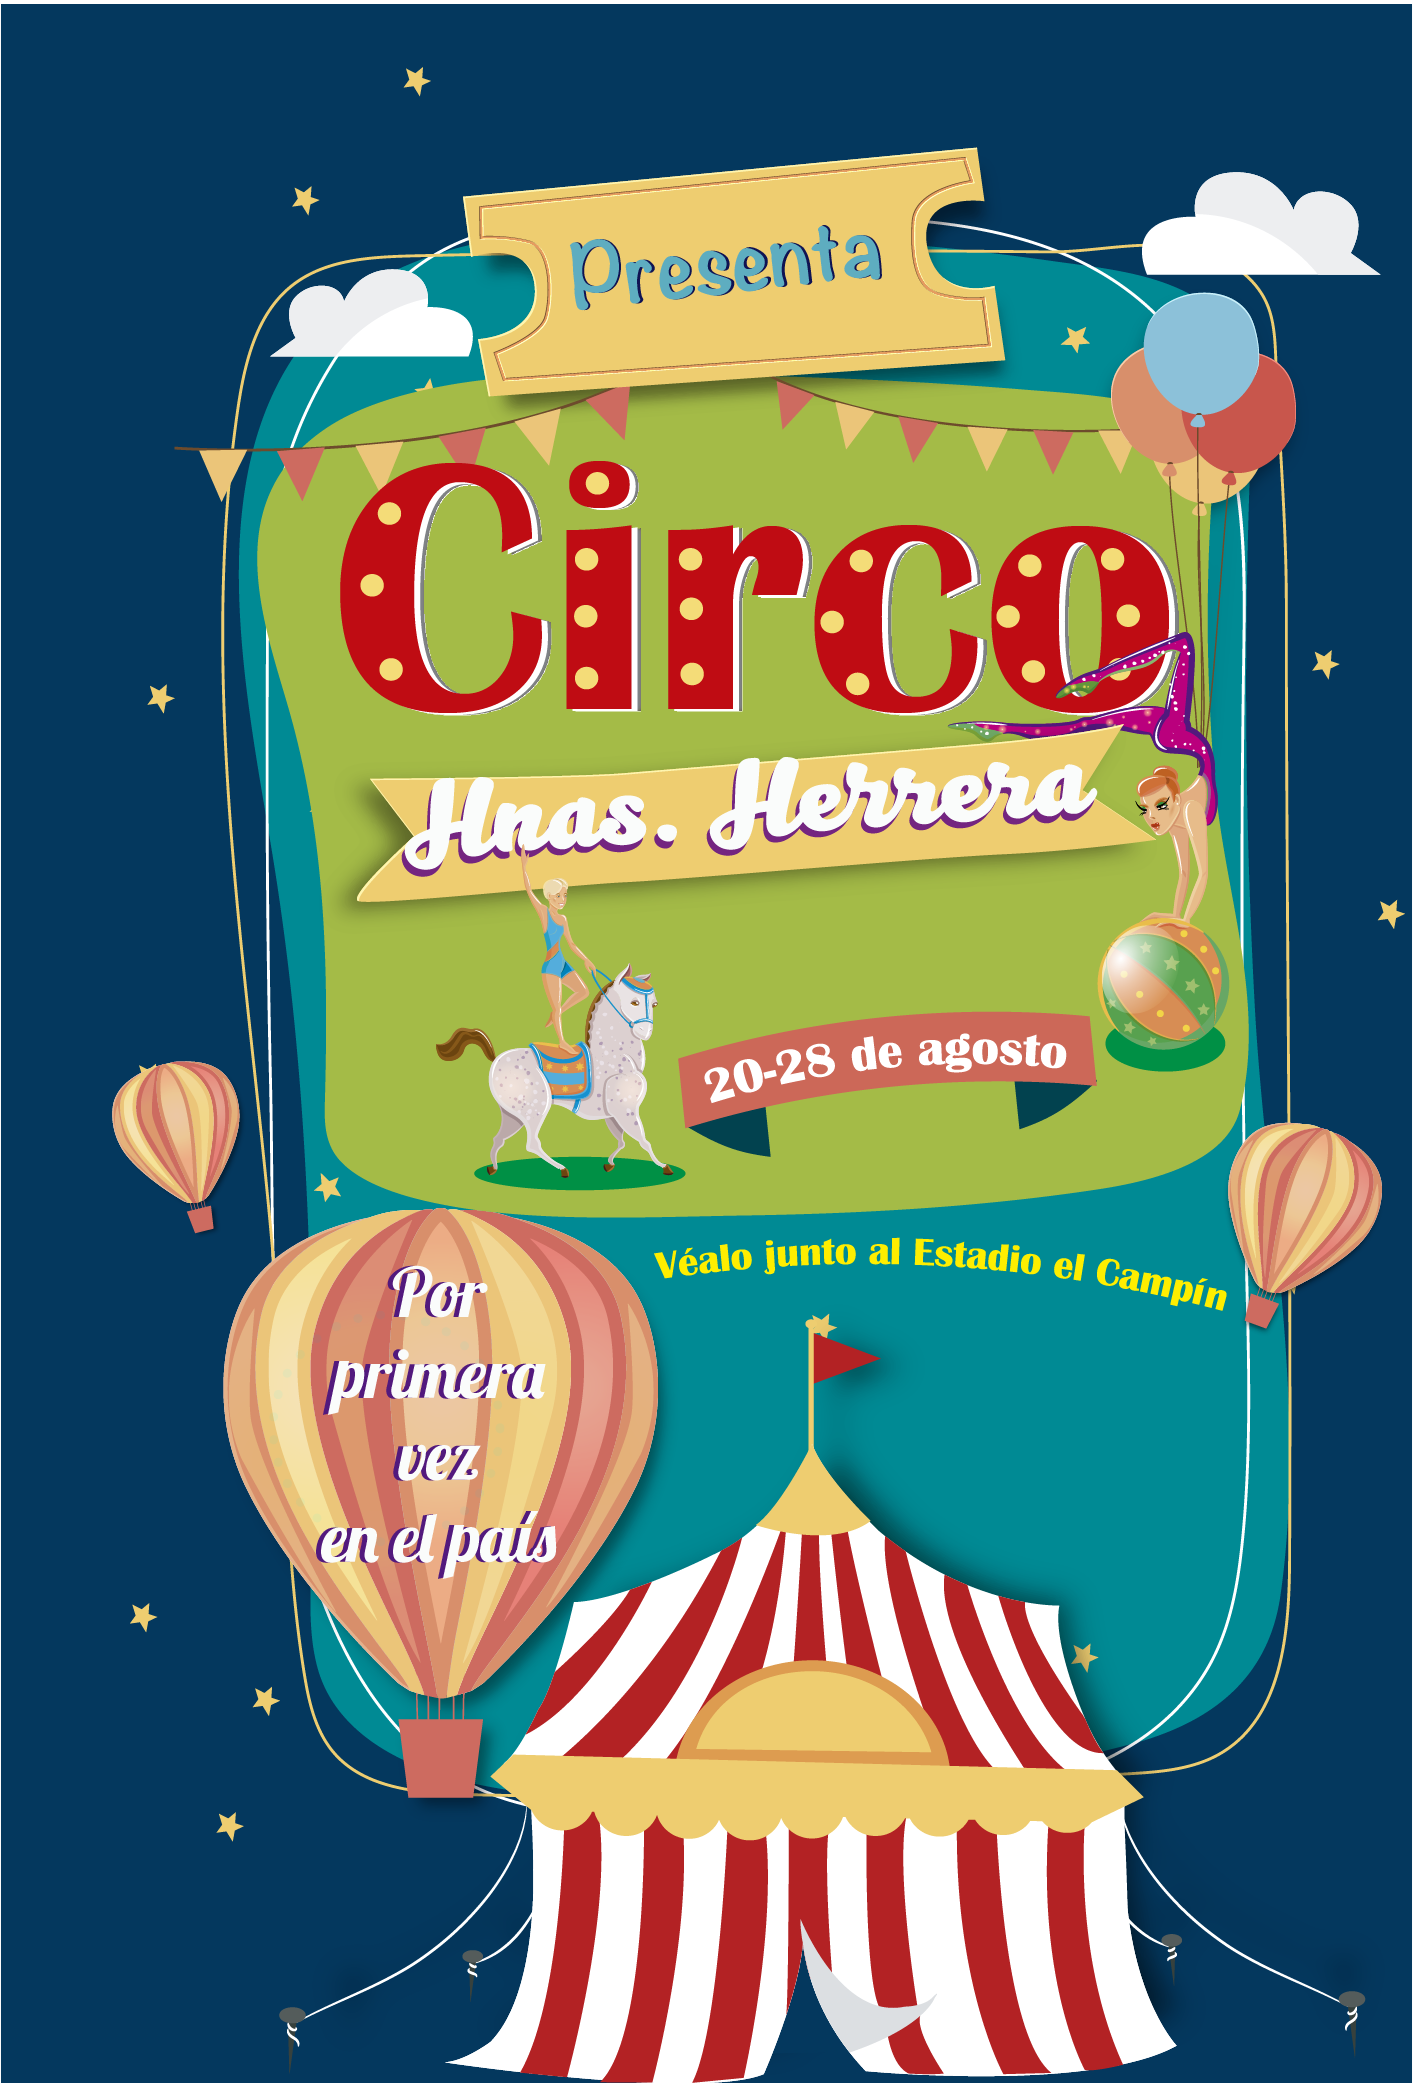 Presenta
Circo
Hnas. Herrera
20-28 de agosto
Véalo junto al Estadio el Campín
Por
primera
vez
en el país